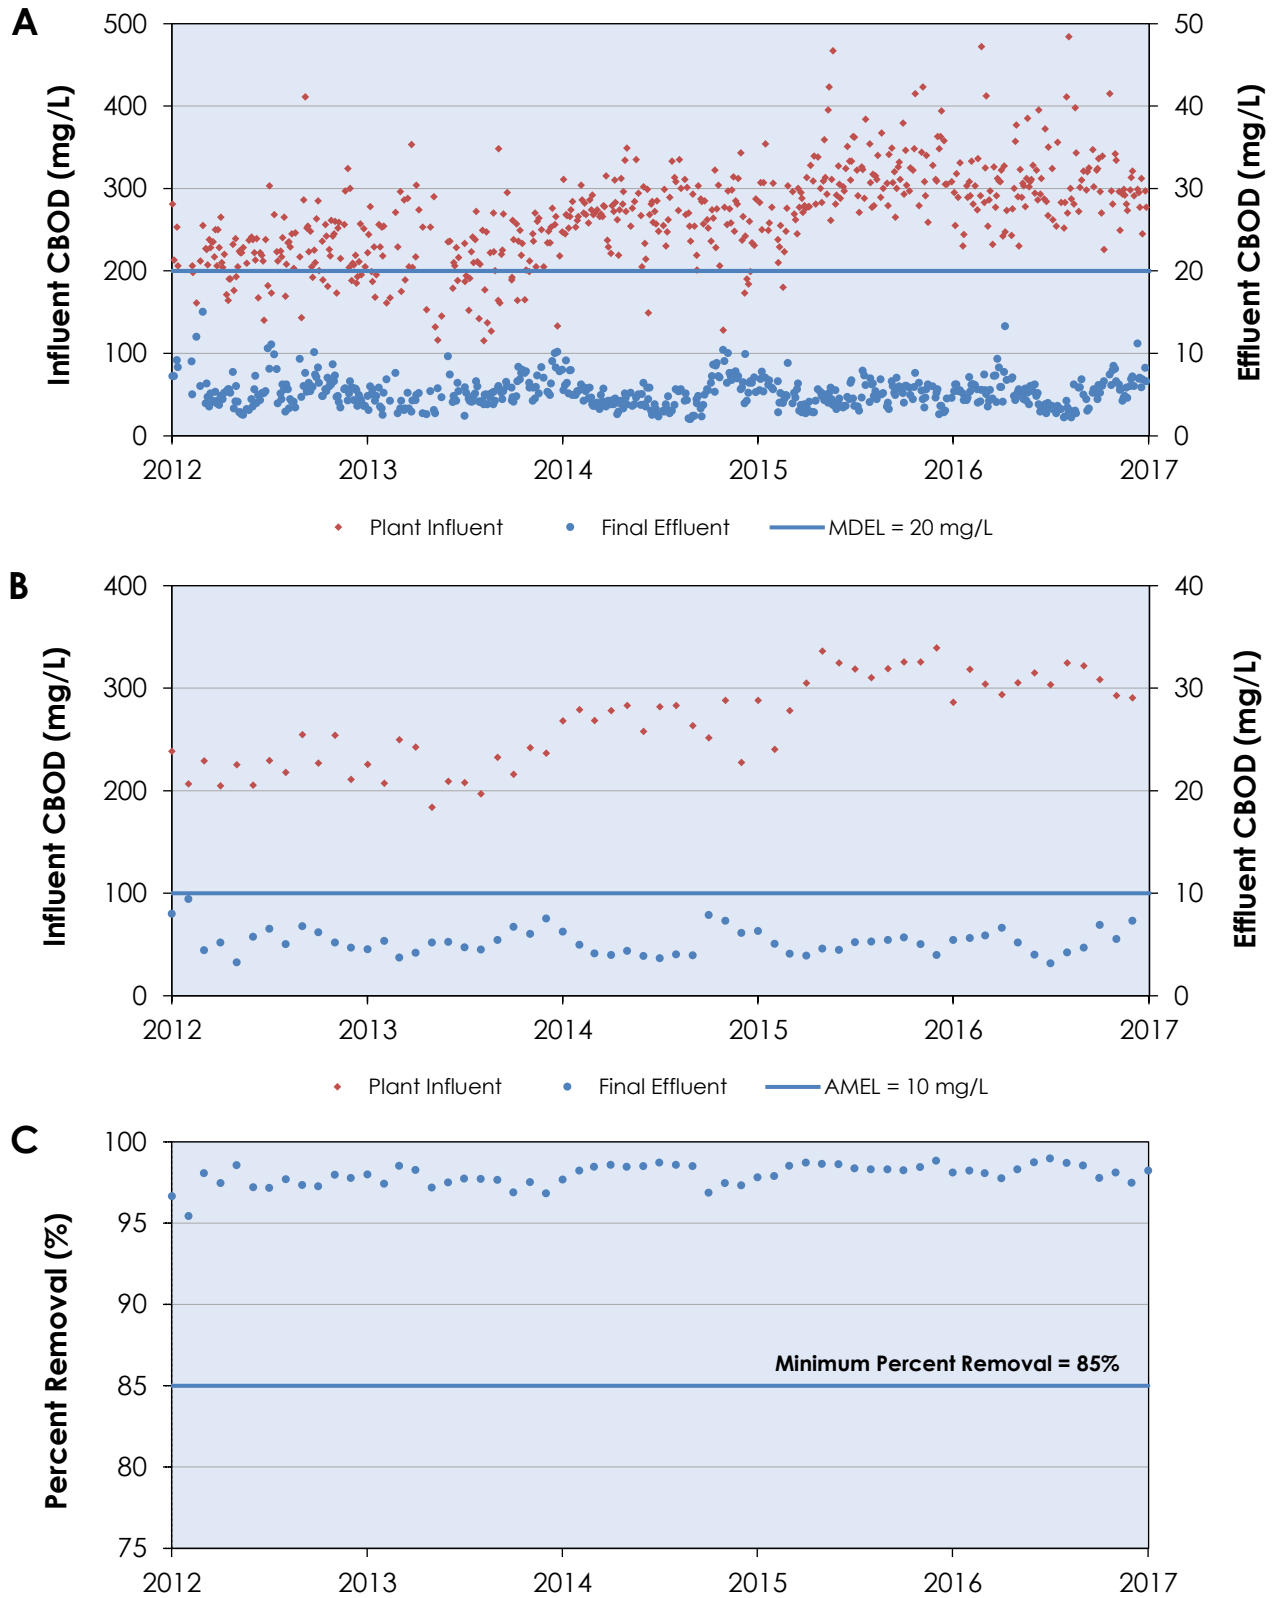 A
Influent CBOD (mg/L)
500
400
300
200
100
0
Effluent CBOD (mg/L)
50
40
30
20
10
0
2012 2013 2014 2015 2016 2017
Plant Influent Final Effluent MDEL = 20 mg/L
B
Influent CBOD (mg/L)
400
300
200
100
0
Effluent CBOD (mg/L)
40
30
20
10
0
2012 2013 2014 2015 2016 2017
Plant Influent Final Effluent AMEL = 10 mg/L
C
Percent Removal (%)
100
95
90
85
80
75
Minimum Percent Removal = 85%
2012 2013 2014 2015 2016 2017